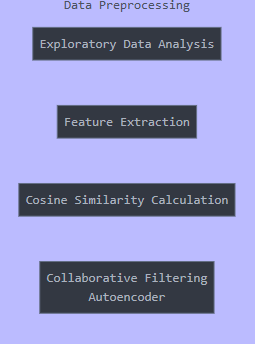 Data Preprocessing
Exploratory Data Analysis
Feature Extraction
Cosine Similarity Calculation
Collaborative Filtering
Autoencoder